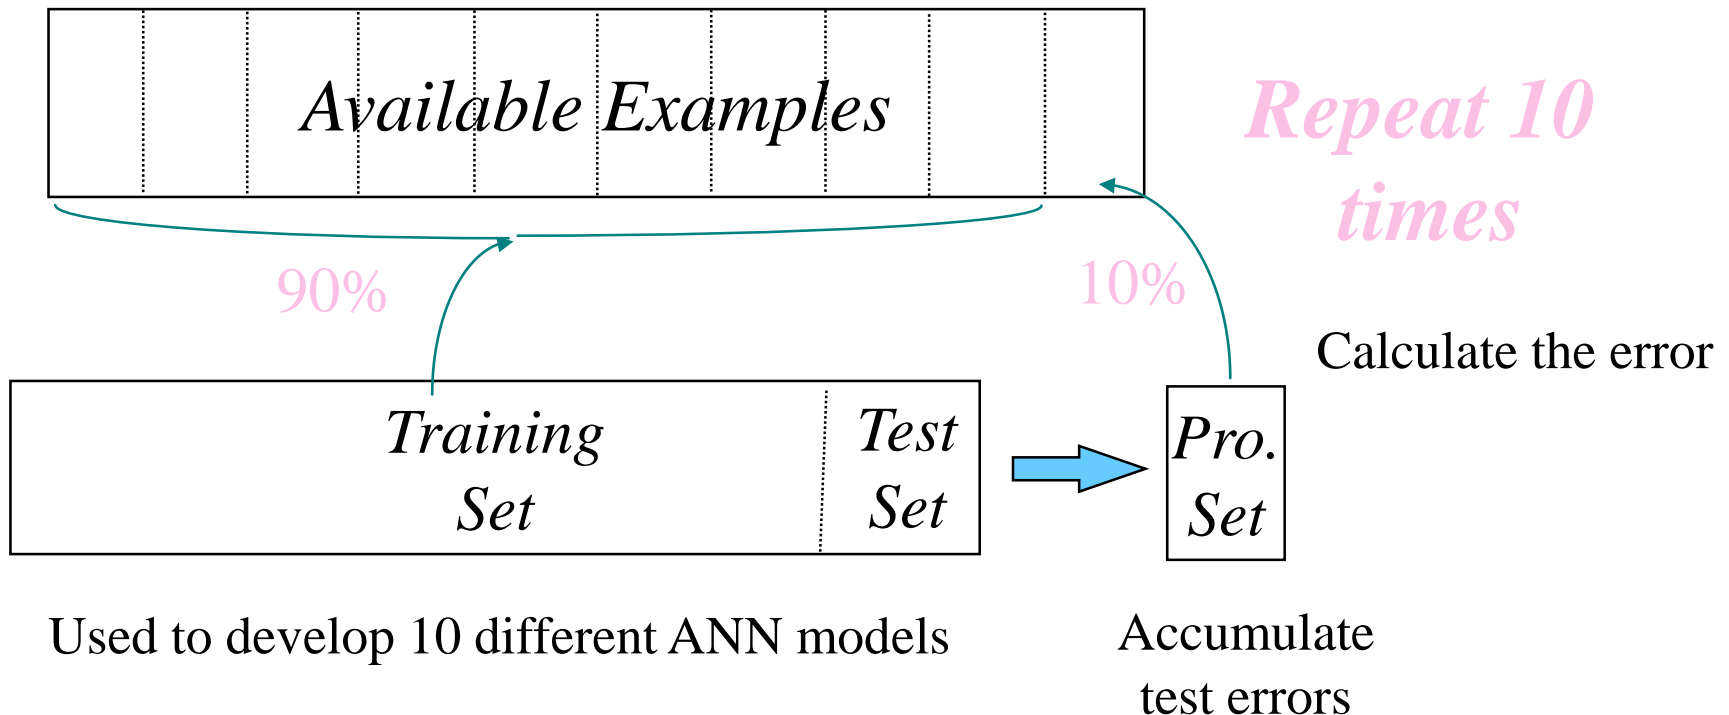 Available Examples
Repeat 10
times
90%
10%
Calculate the error
Training
Set
Test
Set
Pro.
Set
Used to develop 10 different ANN models
Accumulate
test errors